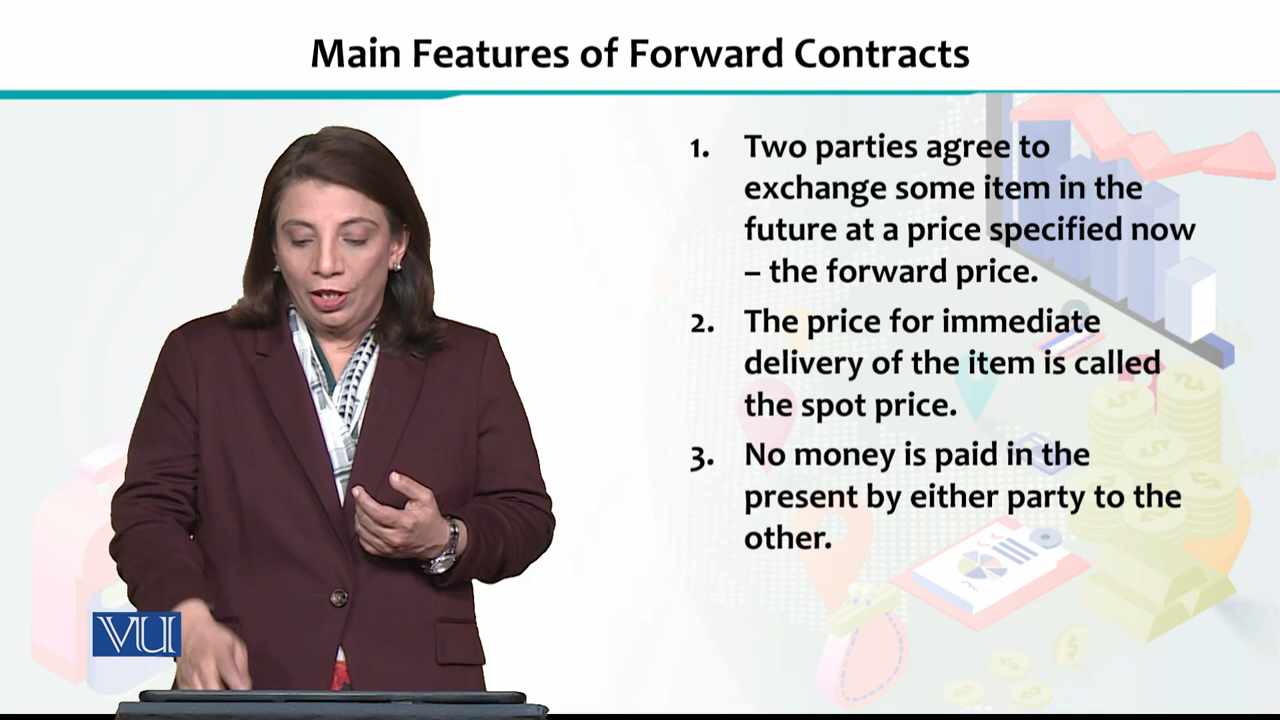 Main Features of Forward Contracts
1. Two parties agree to
exchange some item in the
future at a price specified now
– the forward price.
2. The price for immediate
delivery of the item is called
the spot price.
3. No money is paid in the
present by either party to the
other.
VU